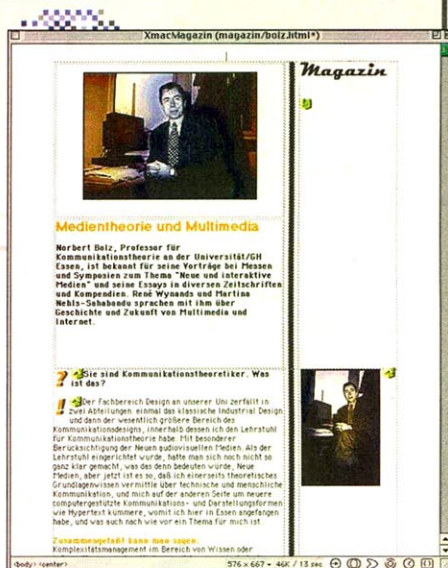 XmacMagazin (magazin/bolz.html*)
Magazin
Medientheorie und Multimedia
Norbert Bolz, Professor für
Kommunikationstheorie an der Universität/GH
Essen, ist bekannt für seine Vorträge bei Messen
und Symposien zum Thema "Neue und interaktive
Medien" und seine Essays in diversen Zeitschriften
und Kompendien. René Wynands und Martina
Nehls-Sahabandu sprachen mit ihm über
Geschichte und Zukunft von Multimedia und
Internet.
? Sie sind Kommunikationstheoretiker. Was
ist das?
! Der Fachbereich Design an unserer Uni zerfällt in
zwei Abteilungen: einmal das klassische Industrial Design
und dann der wesentlich größere Bereich des
Kommunikationsdesigns, innerhalb dessen ich den Lehrstuhl
für Kommunikationstheorie habe. Mit besonderer
Berücksichtigung der Neuen audiovisuellen Medien. Als der
Lehrstuhl eingerichtet wurde, hatte man sich noch nicht so
ganz klar gemacht, was das denn bedeuten würde, Neue
Medien, aber jetzt ist es so, daß ich einerseits theoretisches
Grundlagenwissen vermittle über technische und menschliche
Kommunikation, und mich auf der anderen Seite um neuere
computergestützte Kommunikations- und Darstellungsformen
wie Hypertext kümmere, womit ich hier in Essen angefangen
habe, und was auch nach wie vor ein Thema für mich ist.
Zusammengefaßt kann man sagen:
Komplexitätsmanagement im Bereich von Wissen oder
<body> <center>
576 x 667 - 46K / 13 sec